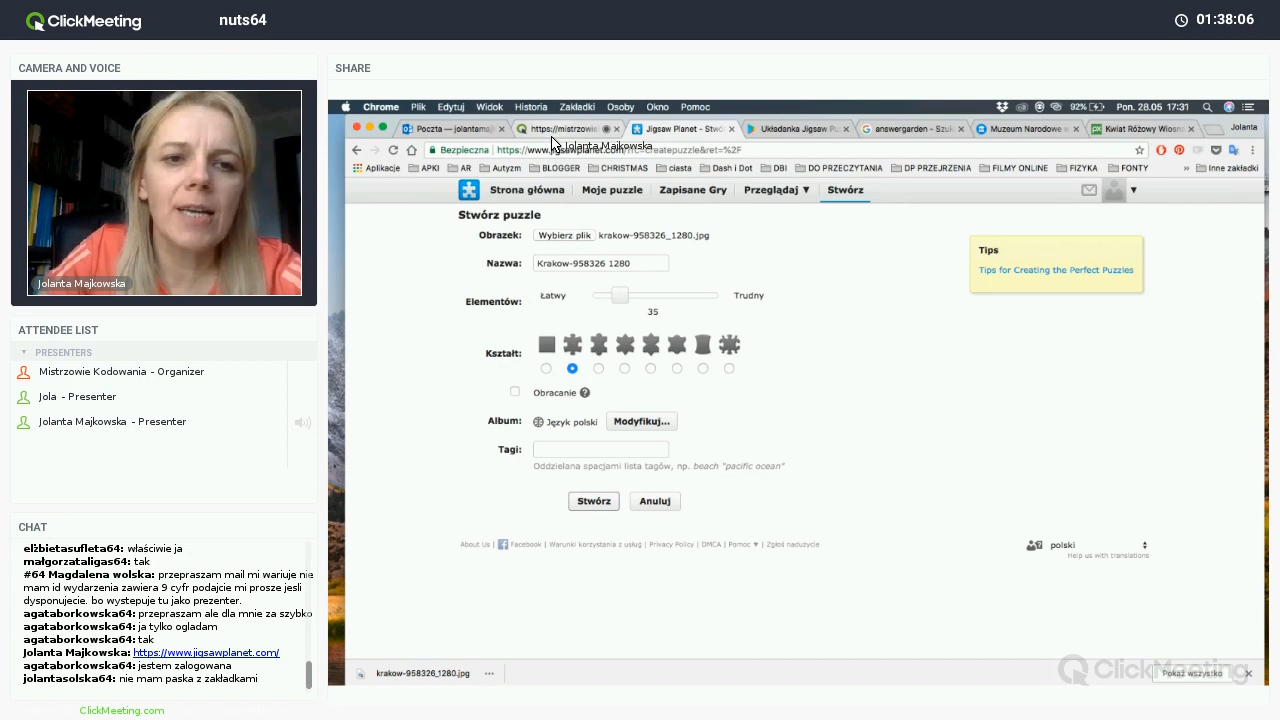 ClickMeeting
nuts64
01:38:06
CAMERA AND VOICE
Jolanta Majkowska
ATTENDEE LIST
PRESENTERS
Mistrzowie Kodowania - Organizer
Jola - Presenter
Jolanta Majkowska - Presenter
CHAT
elżbietasufleta64: właściwie ja
małgorzataligas64: tak
#64 Magdalena wolska: przepraszam mail mi wariuje nie
mam id wydarzenia zawiera 9 cyfr podajcie mi prosze jesli
dysponujecie. bo wystepuje tu jako prezenter.
agataborkowska64: przepraszam ale dla mnie za szybko
agataborkowska64: ja tylko ogladam
agataborkowska64: tak
Jolanta Majkowska: https://www.jigsawplanet.com/
agataborkowska64: jestem zalogowana
jolantasolska64: nie mam paska z zakładkami
ClickMeeting.com
SHARE
Chrome Plik Edytuj Widok Historia Zakładki Osoby Okno Pomoc
92% Pon. 28.05 17:31
Poczta — jolantamaj
https://mistrzowie
Jigsaw Planet - Stwó
Układanka Jigsaw Pu
answergarden - Szuk
Muzeum Narodowe w
Kwiat Różowy Wiosna
Jolanta
Bezpieczna https://www.jigsawplanet.com/?rc=createpuzzle&ret=%2F
Jolanta Majkowska
Aplikacje APKI AR Autyzm BLOGGER CHRISTMAS ciasta Dash i Dot DBI DO PRZECZYTANIA DP PRZEDRUKI FILMY ONLINE FIZYKA FONTY » Inne zakładki
Strona główna Moje puzzle Zapisane Gry Przeglądaj ▼ Stwórz
Stwórz puzzle
Obrazek: Wybierz plik krakow-958326_1280.jpg
Nazwa: Krakow-958326 1280
Elementów: Łatwy Trudny
35
Kształt:
Obracanie
Album: Język polski Modyfikuj...
Tagi:
Oddzielana spacjami lista tagów, np. beach "pacific ocean"
Stwórz Anuluj
Tips
Tips for Creating the Perfect Puzzles
About Us | Facebook | Warunki korzystania z usług | Privacy Policy | DMCA | Pomoc ♥ | Zgłoś nadużycie
polski
Help us with translations
krakow-958326_1280.jpg
Pokaż wszystko
ClickMeeting